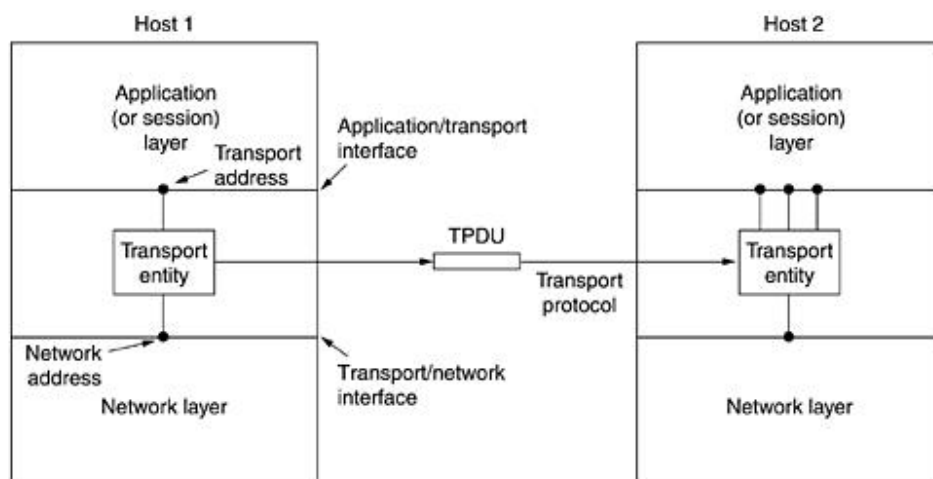 Host 1
Host 2
Application
(or session)
layer
Transport
address
Application/transport
interface
Application
(or session)
layer
Transport
entity
TPDU
Transport
protocol
Transport
entity
Network
address
Transport/network
interface
Network layer
Network layer